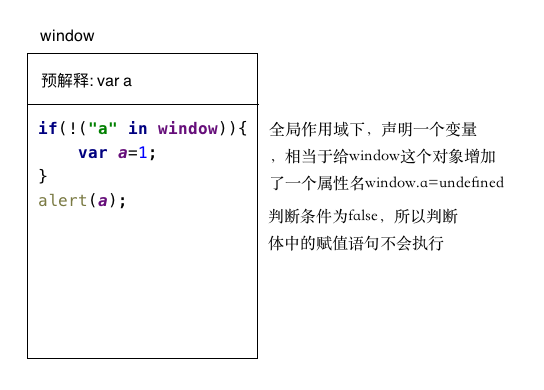 window
预解释: var a
if(!("a" in window)){
    var a=1;
}
alert(a);
全局作用域下，声明一个变量
，相当于给window这个对象增加
了一个属性名window.a=undefined
判断条件为false，所以判断
体中的赋值语句不会执行